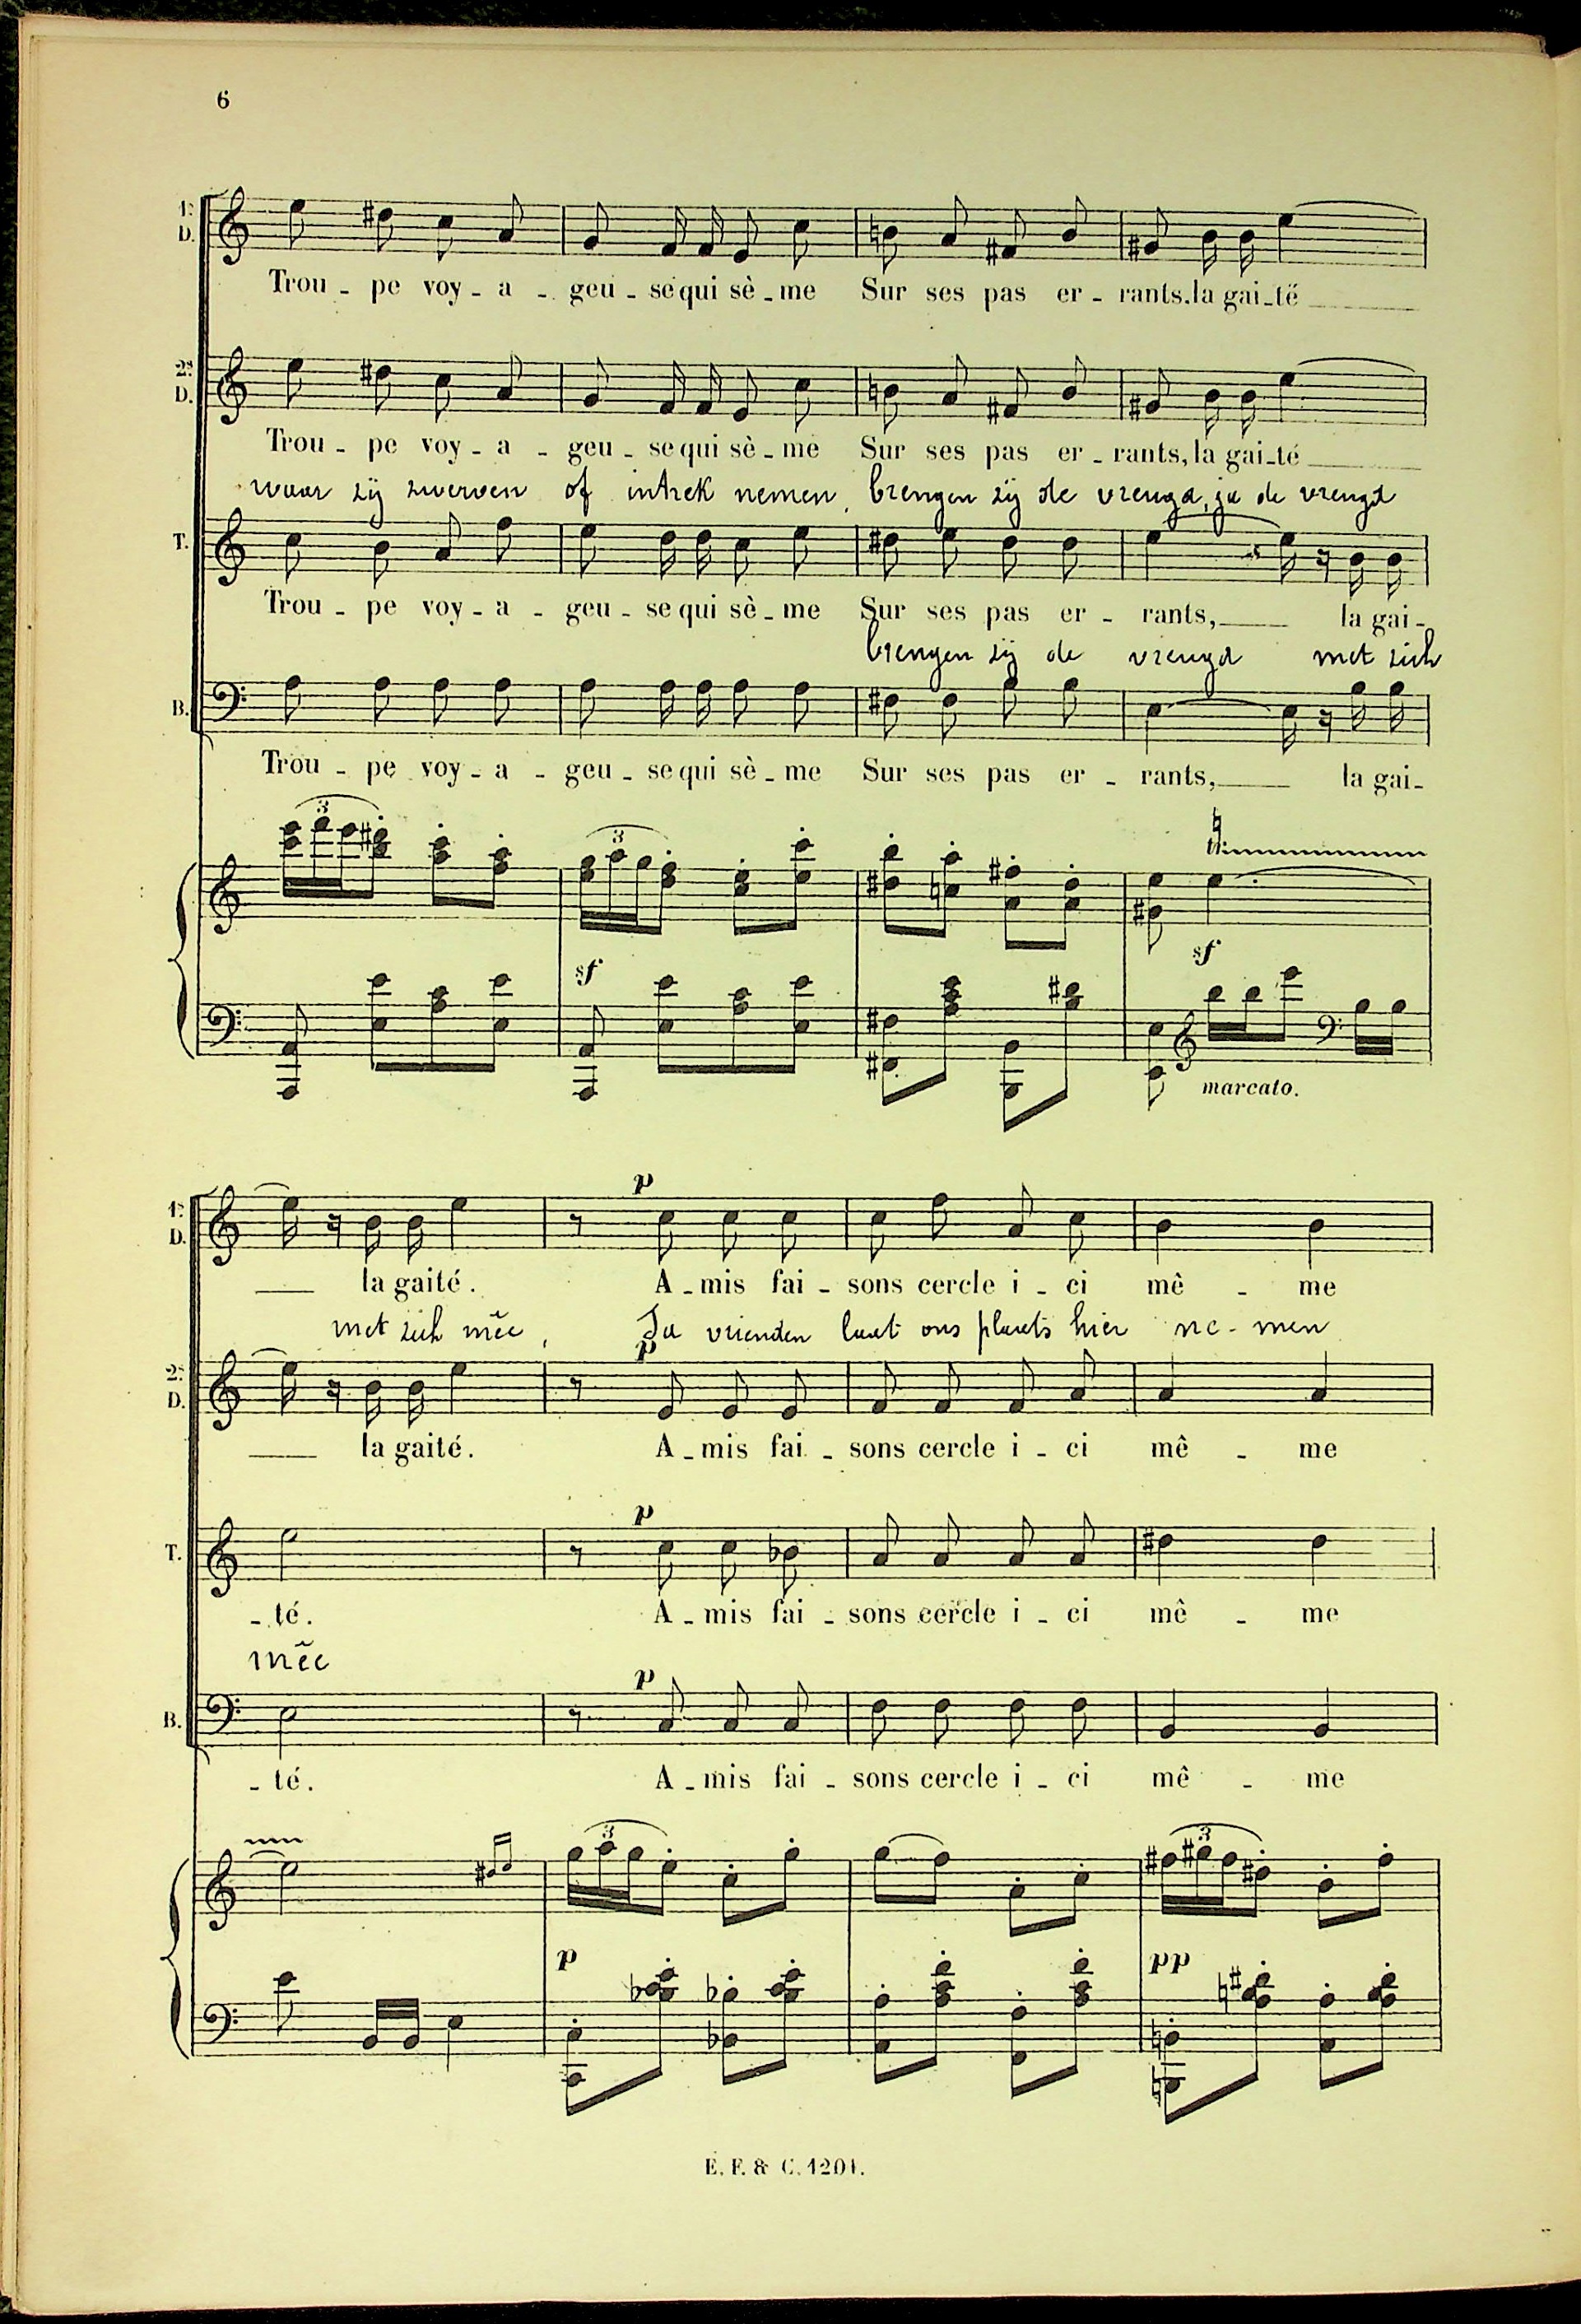 6
1s D.
Trou - pe voy - a - geu - se qui sè - me Sur ses pas er - rants. la gai - té
2s D.
Trou - pe voy - a - geu - se qui sè - me Sur ses pas er - rants, la gai - té
waar zij zwerven of intrek nemen, brengen zij de vreugd, ja de vreugd
T.
Trou - pe voy - a - geu - se qui sè - me Sur ses pas er - rants, la gai -
brengen zij de vreugd met zich
B.
Trou - pe voy - a - geu - se qui sè - me Sur ses pas er - rants, la gai -
3 3
sf sf
marcato.
p
1s D.
la gaité. A - mis fai - sons cercle i - ci mê - me
met zich mêe, Ja vrienden laat ons plaats hier ne - men
p
2s D.
la gaité. A - mis fai - sons cercle i - ci mê - me
p
T.
- té. A - mis fai - sons cercle i - ci mê - me
mêe
p
B.
- té. A - mis fai - sons cercle i - ci mê - me
3 3
p pp
E. F. & C. 1201.